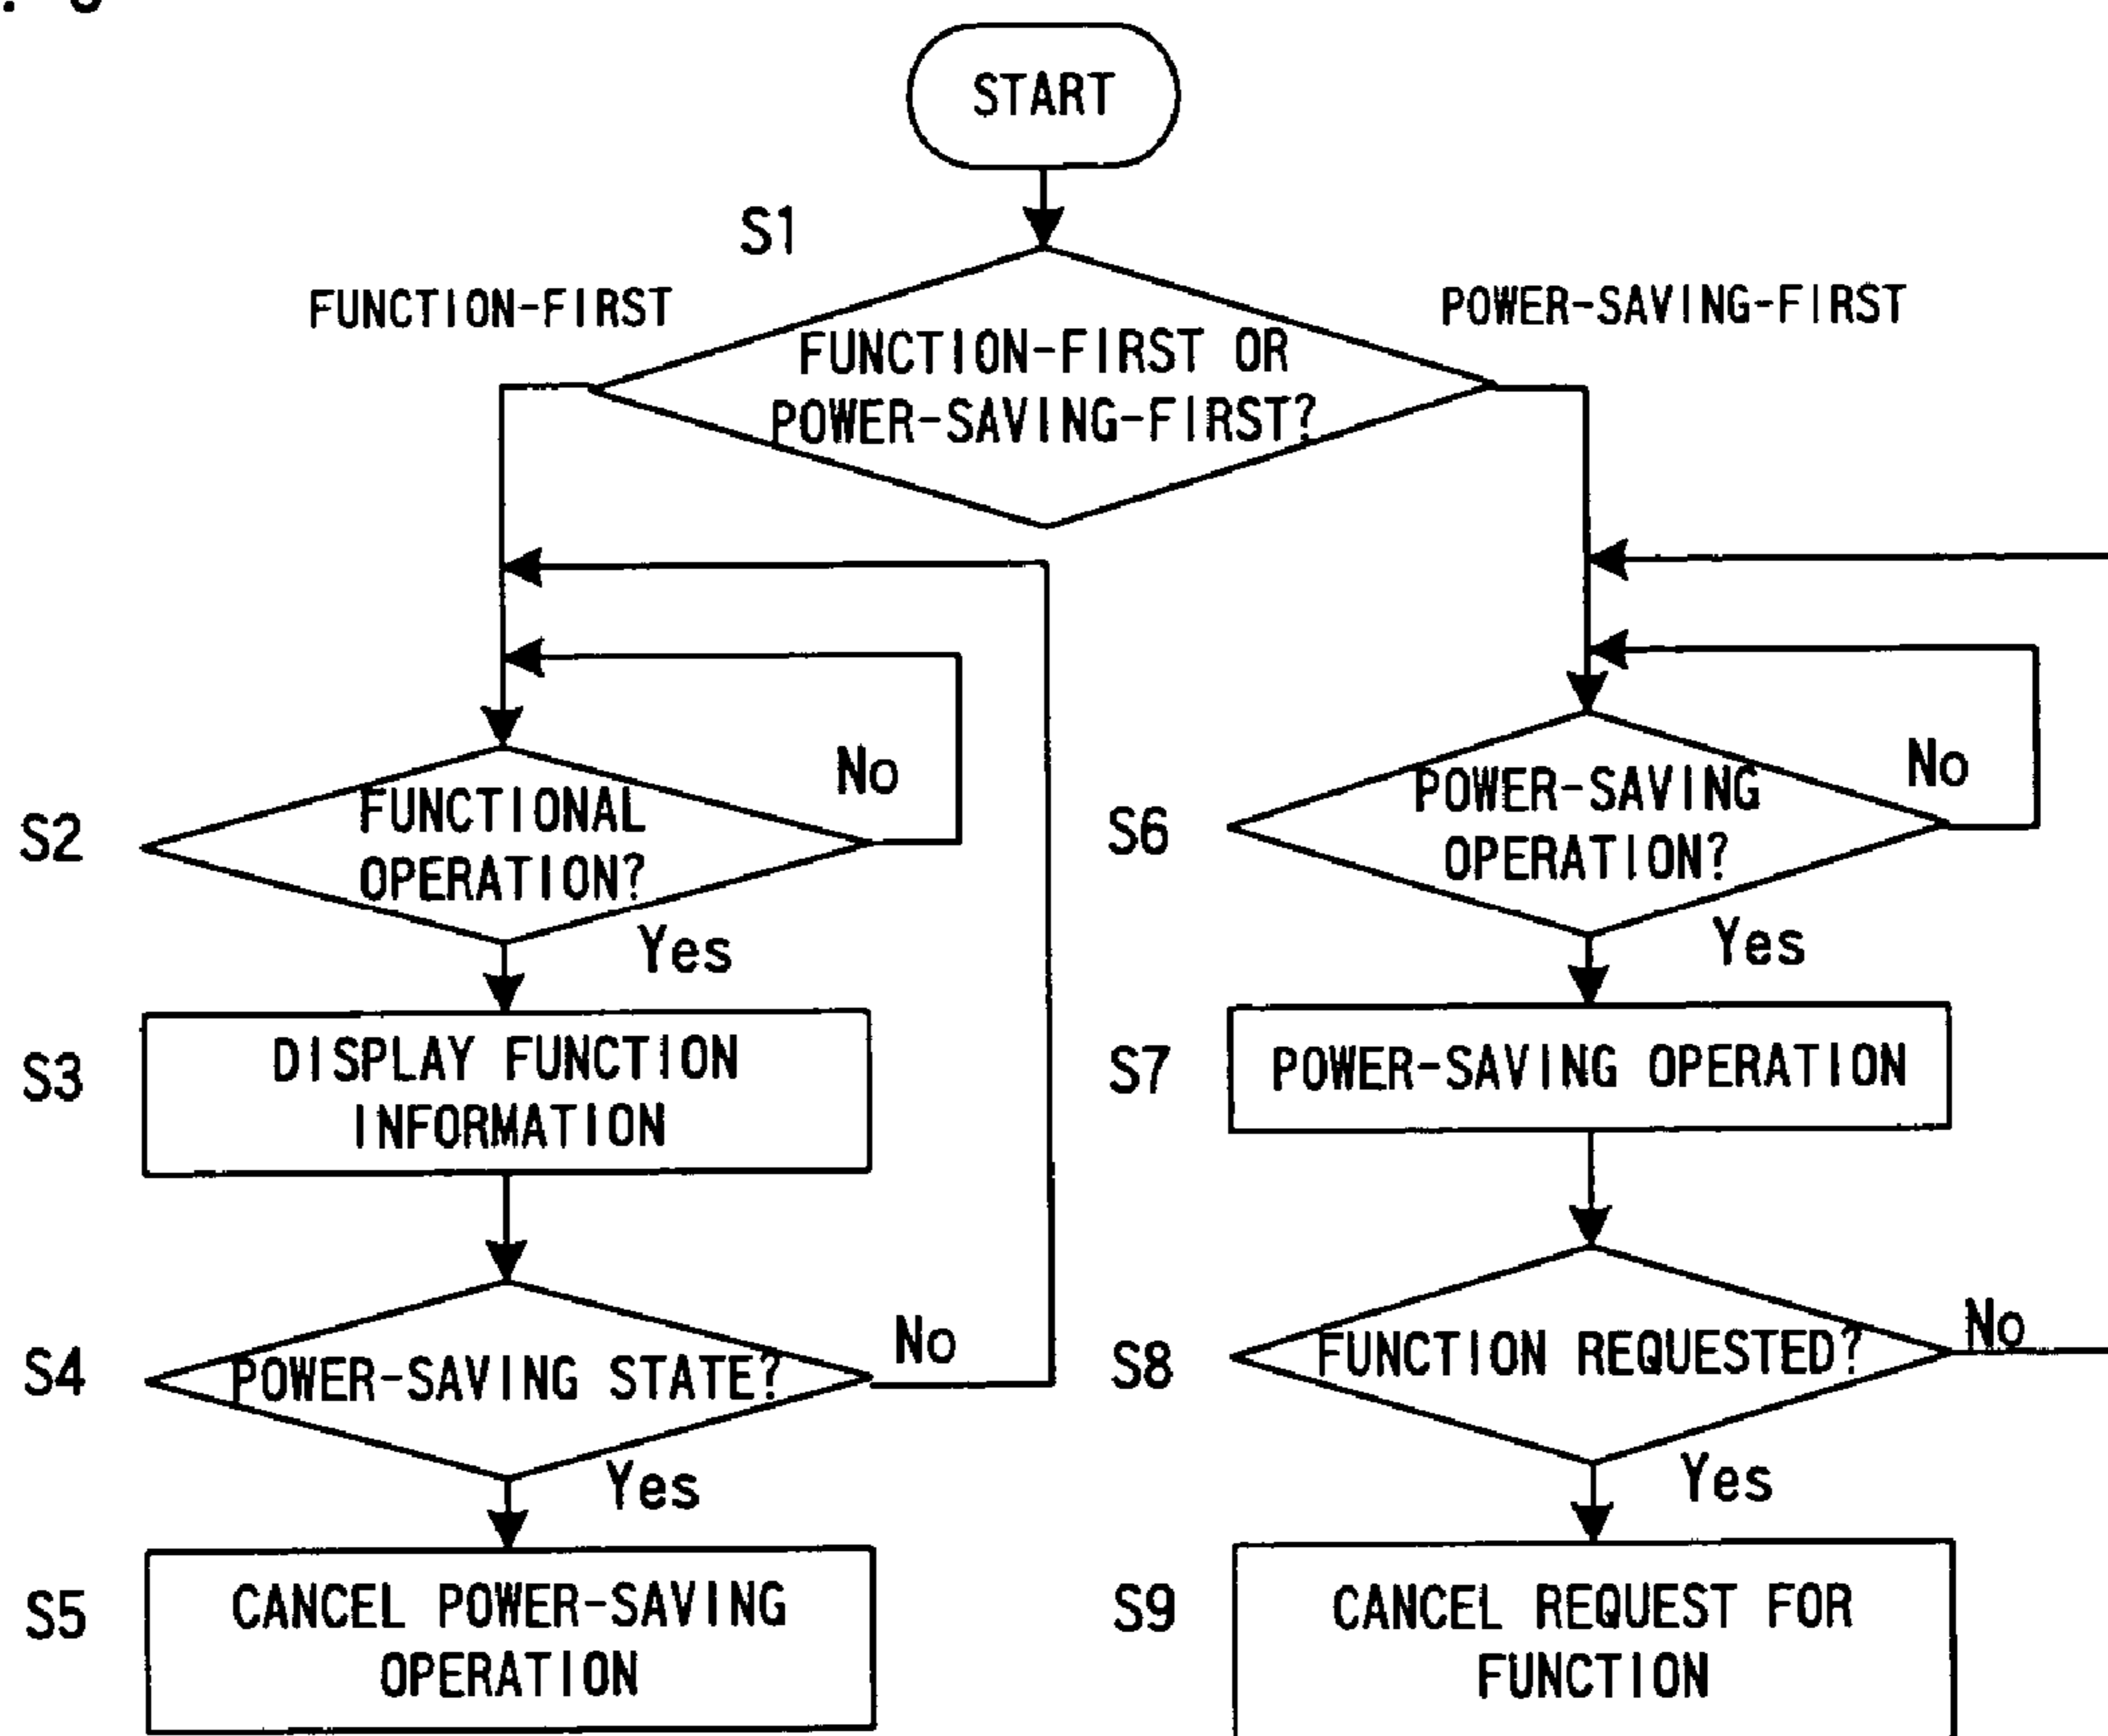 START
S1
FUNCTION-FIRST
POWER-SAVING-FIRST
FUNCTION-FIRST OR
POWER-SAVING-FIRST?
No
No
S2
FUNCTIONAL
OPERATION?
S6
POWER-SAVING
OPERATION?
Yes
Yes
S3
DISPLAY FUNCTION
INFORMATION
S7
POWER-SAVING OPERATION
S4
POWER-SAVING STATE?
No
S8
FUNCTION REQUESTED?
No
Yes
Yes
S5
CANCEL POWER-SAVING
OPERATION
S9
CANCEL REQUEST FOR
FUNCTION